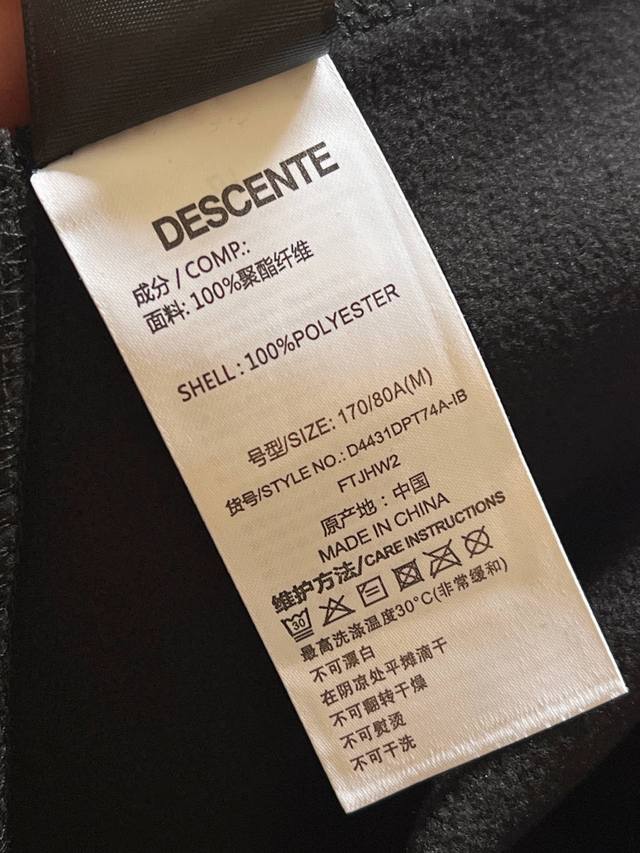 DESCENTE
成分 / COMP.:
面料: 100%聚酯纤维
SHELL : 100%POLYESTER
号型/SIZE: 170/80A(M)
货号/STYLE NO.: D4431DPT74A-IB
FTJHW2
原产地 : 中国
MADE IN CHINA
维护方法/CARE INSTRUCTIONS
30
最高洗涤温度30°C(非常缓和)
不可漂白
在阴凉处平摊滴干
不可翻转干燥
不可熨烫
不可干洗